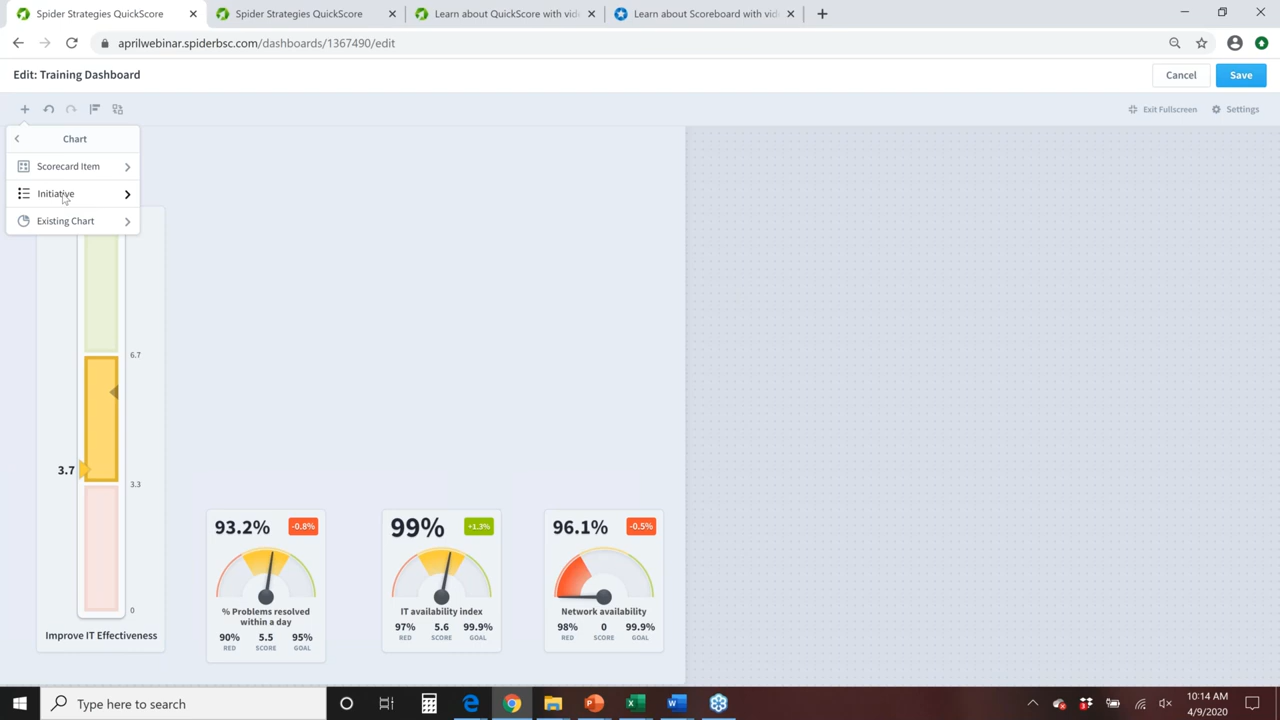 Spider Strategies QuickScore
Spider Strategies QuickScore
Learn about QuickScore with vide
Learn about Scoreboard with vide
aprilwebinar.spiderbsc.com/dashboards/1367490/edit
Edit: Training Dashboard
Cancel
Save
Exit Fullscreen
Settings
Chart
Scorecard Item
Initiative
Existing Chart
6.7
3.7
3.3
0
Improve IT Effectiveness
93.2%
-0.8%
% Problems resolved
within a day
90% 5.5 95%
RED SCORE GOAL
99%
+1.3%
IT availability index
97% 5.6 99.9%
RED SCORE GOAL
96.1%
-0.5%
Network availability
98% 0 99.9%
RED SCORE GOAL
Type here to search
10:14 AM
4/9/2020